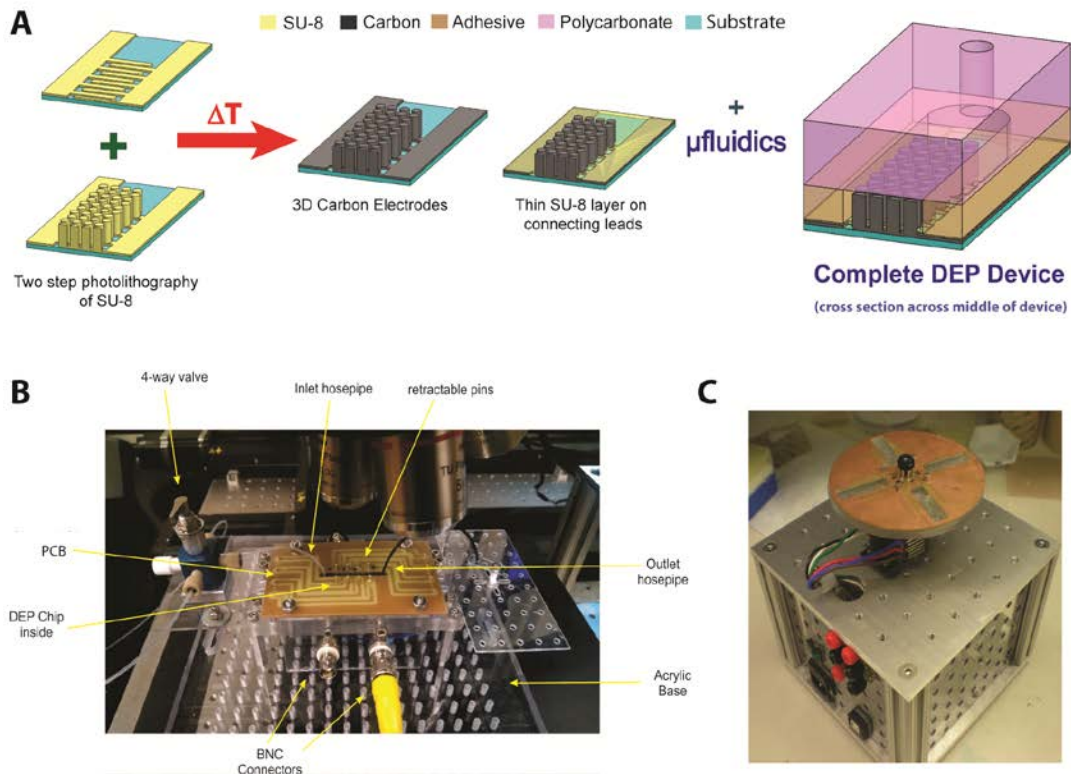 A
SU-8 Carbon Adhesive Polycarbonate Substrate
ΔT
+
+
μfluidics
3D Carbon Electrodes
Thin SU-8 layer on
connecting leads
Two step photolithography
of SU-8
Complete DEP Device
(cross section across middle of device)
B
4-way valve
Inlet hosepipe
retractable pins
PCB
Outlet
hosepipe
DEP Chip
inside
Acrylic
Base
BNC
Connectors
C